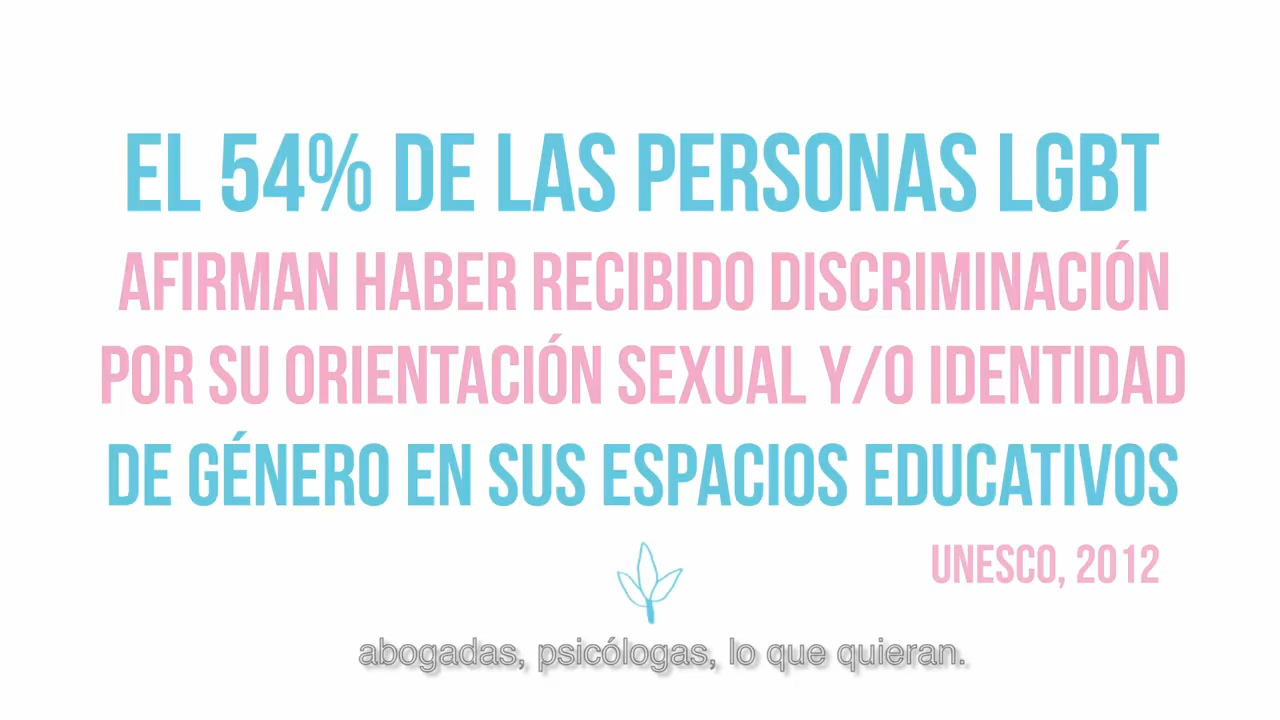 EL 54% DE LAS PERSONAS LGBT
AFIRMAN HABER RECIBIDO DISCRIMINACIÓN
POR SU ORIENTACIÓN SEXUAL Y/O IDENTIDAD
DE GÉNERO EN SUS ESPACIOS EDUCATIVOS
UNESCO, 2012
abogadas, psicólogas, lo que quieran.